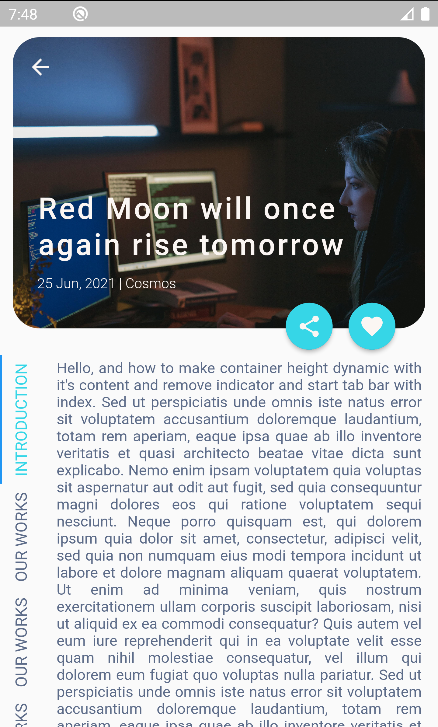 7:48
Red Moon will once
again rise tomorrow
25 Jun, 2021 | Cosmos
INTRODUCTION
OUR WORKS
OUR WORKS
Hello, and how to make container height dynamic with
it's content and remove indicator and start tab bar with
index. Sed ut perspiciatis unde omnis iste natus error
sit voluptatem accusantium doloremque laudantium,
totam rem aperiam, eaque ipsa quae ab illo inventore
veritatis et quasi architecto beatae vitae dicta sunt
explicabo. Nemo enim ipsam voluptatem quia voluptas
sit aspernatur aut odit aut fugit, sed quia consequuntur
magni dolores eos qui ratione voluptatem sequi
nesciunt. Neque porro quisquam est, qui dolorem
ipsum quia dolor sit amet, consectetur, adipisci velit,
sed quia non numquam eius modi tempora incidunt ut
labore et dolore magnam aliquam quaerat voluptatem.
Ut enim ad minima veniam, quis nostrum
exercitationem ullam corporis suscipit laboriosam, nisi
ut aliquid ex ea commodi consequatur? Quis autem vel
eum iure reprehenderit qui in ea voluptate velit esse
quam nihil molestiae consequatur, vel illum qui
dolorem eum fugiat quo voluptas nulla pariatur. Sed ut
perspiciatis unde omnis iste natus error sit voluptatem
accusantium doloremque laudantium, totam rem
aperiam, eaque ipsa quae ab illo inventore veritatis et